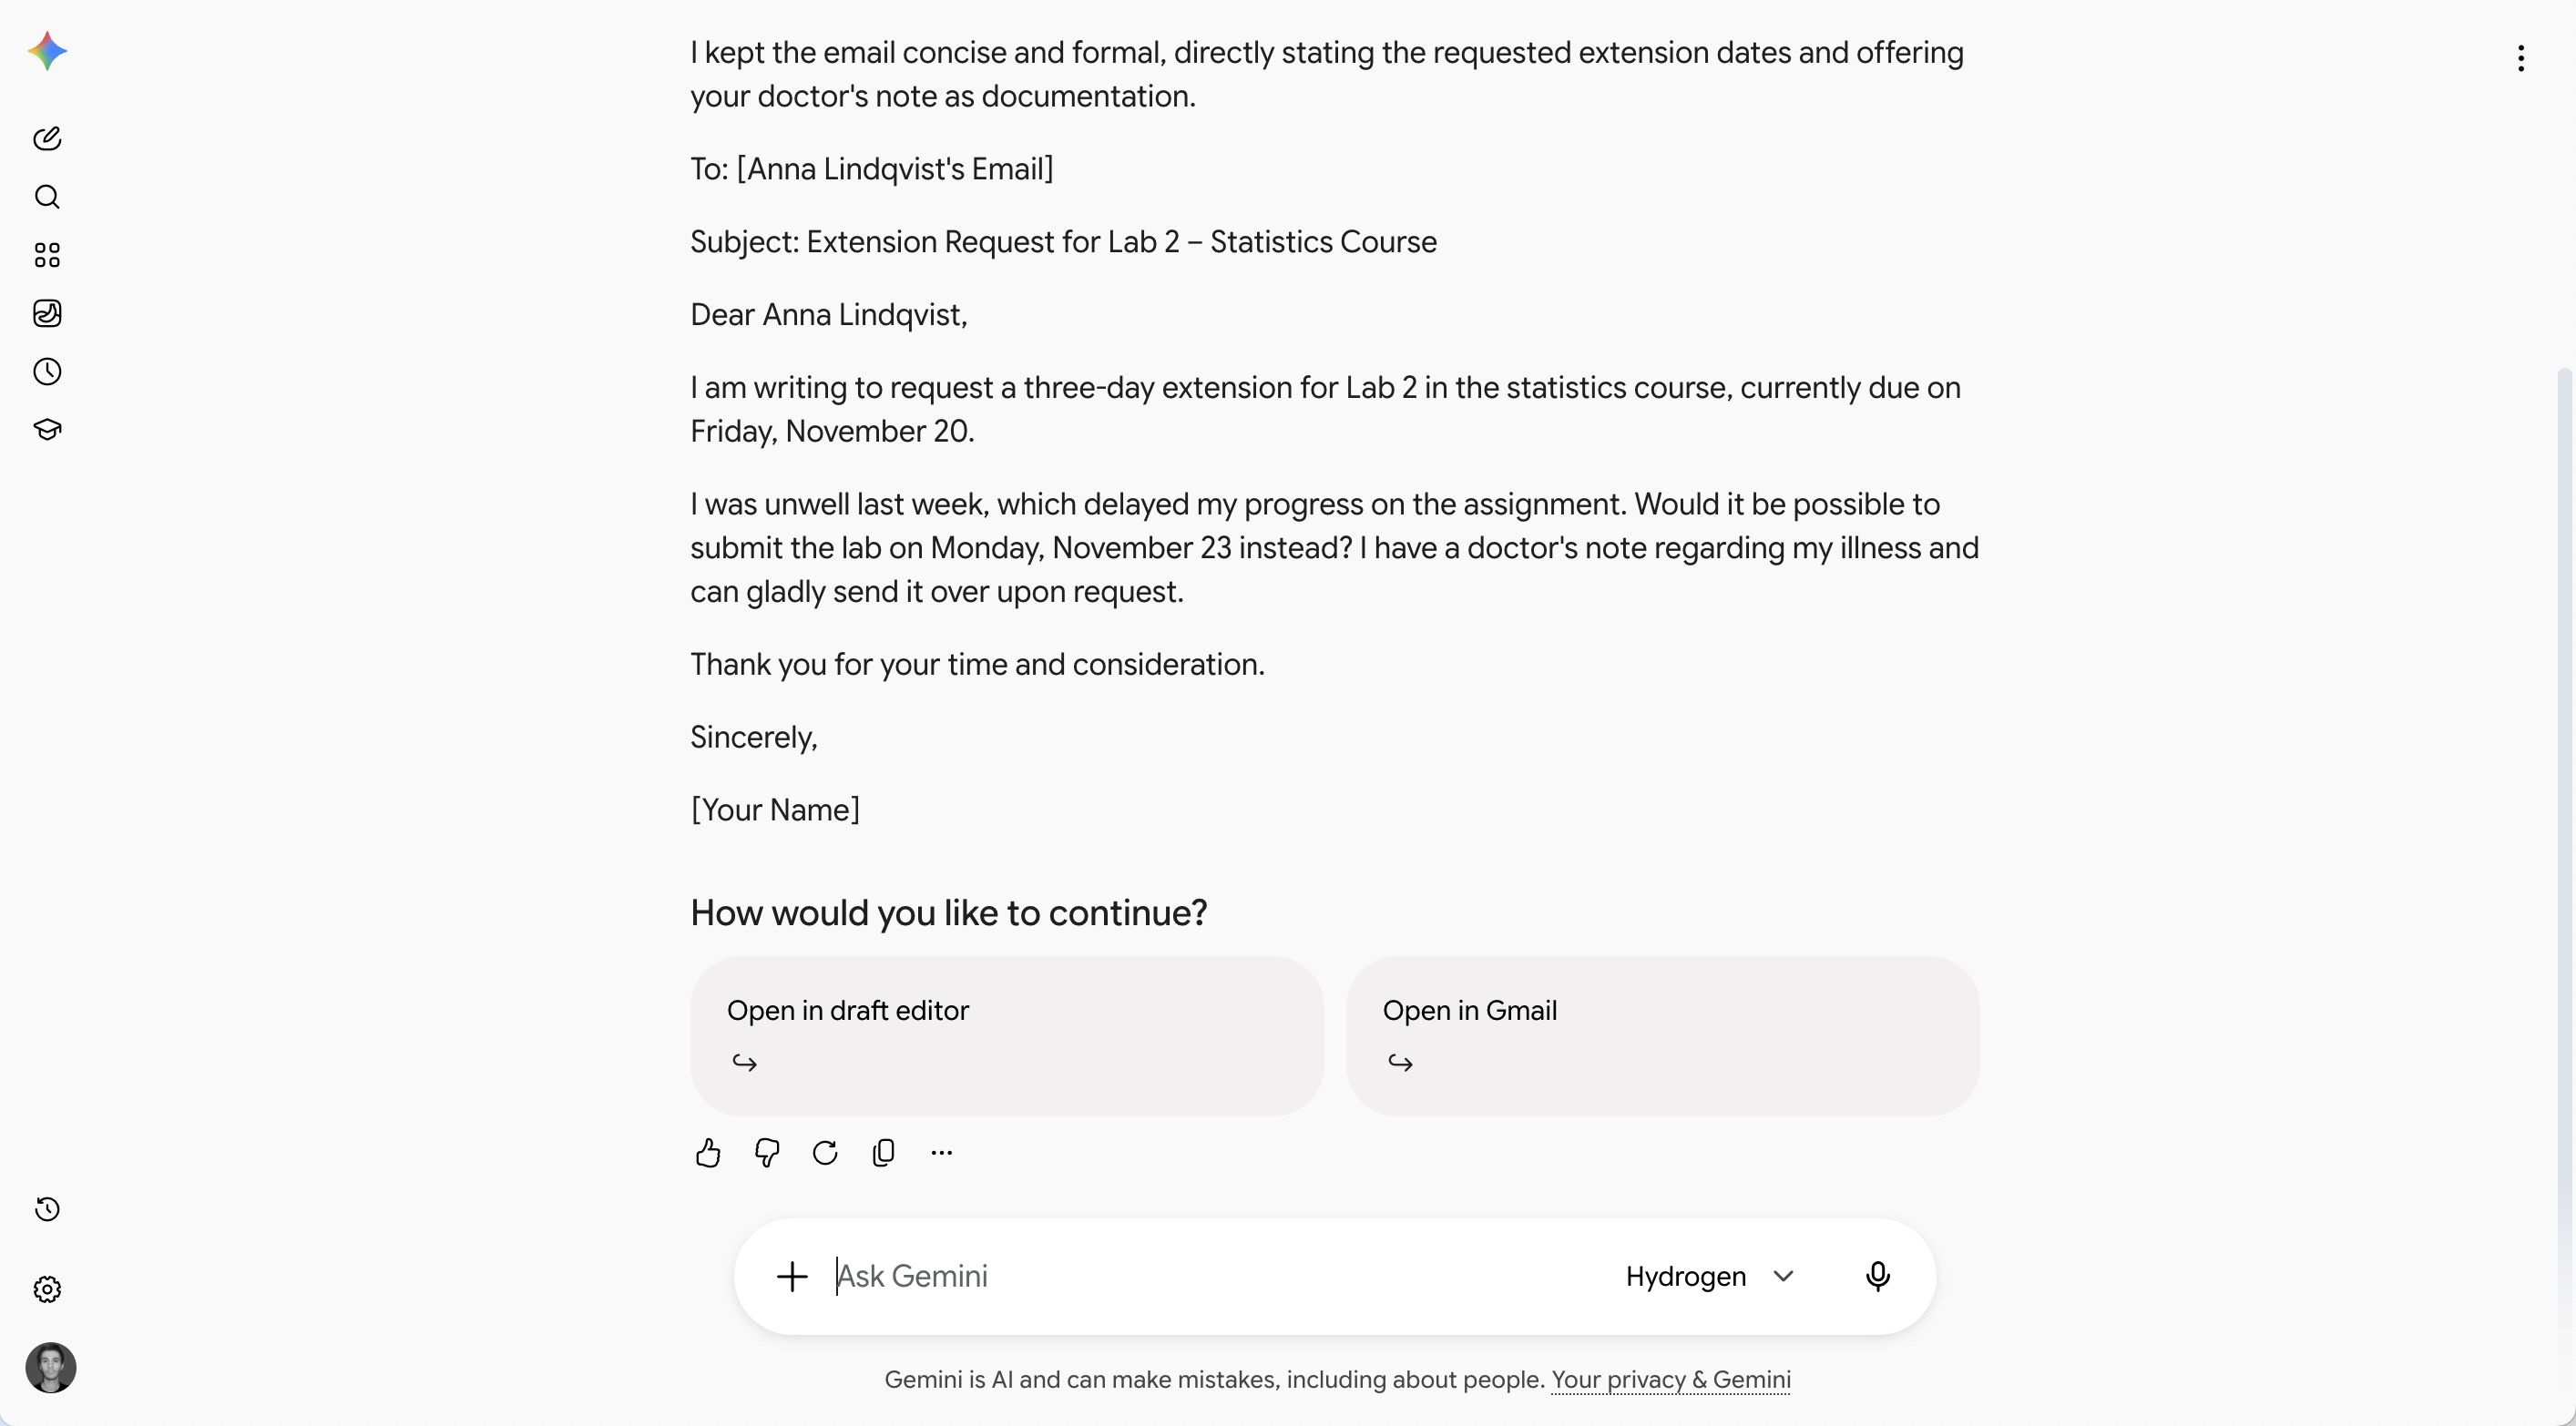 I kept the email concise and formal, directly stating the requested extension dates and offering
your doctor's note as documentation.
To: [Anna Lindqvist's Email]
Subject: Extension Request for Lab 2 – Statistics Course
Dear Anna Lindqvist,
I am writing to request a three-day extension for Lab 2 in the statistics course, currently due on
Friday, November 20.
I was unwell last week, which delayed my progress on the assignment. Would it be possible to
submit the lab on Monday, November 23 instead? I have a doctor's note regarding my illness and
can gladly send it over upon request.
Thank you for your time and consideration.
Sincerely,
[Your Name]
How would you like to continue?
Open in draft editor
Open in Gmail
Ask Gemini
Hydrogen
Gemini is AI and can make mistakes, including about people. Your privacy & Gemini